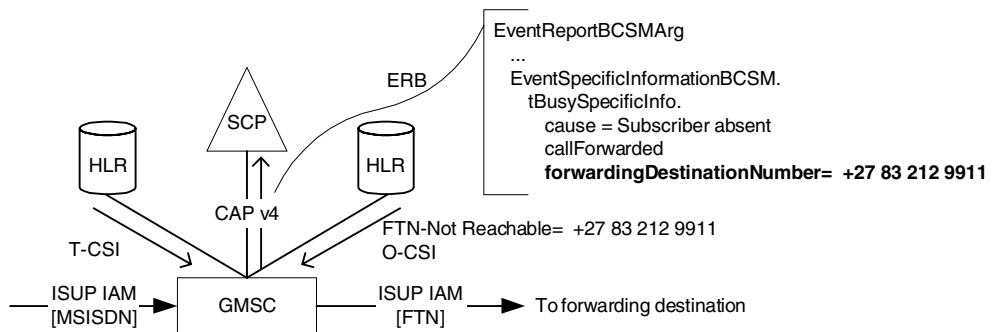 EventReportBCSMArg
...
EventSpecificInformationBCSM.
tBusySpecificInfo.
cause = Subscriber absent
callForwarded
forwardingDestinationNumber= +27 83 212 9911
ERB
SCP
HLR
HLR
CAP v4
T-CSI
FTN-Not Reachable= +27 83 212 9911
O-CSI
ISUP IAM
[MSISDN]
GMSC
ISUP IAM
[FTN]
To forwarding destination